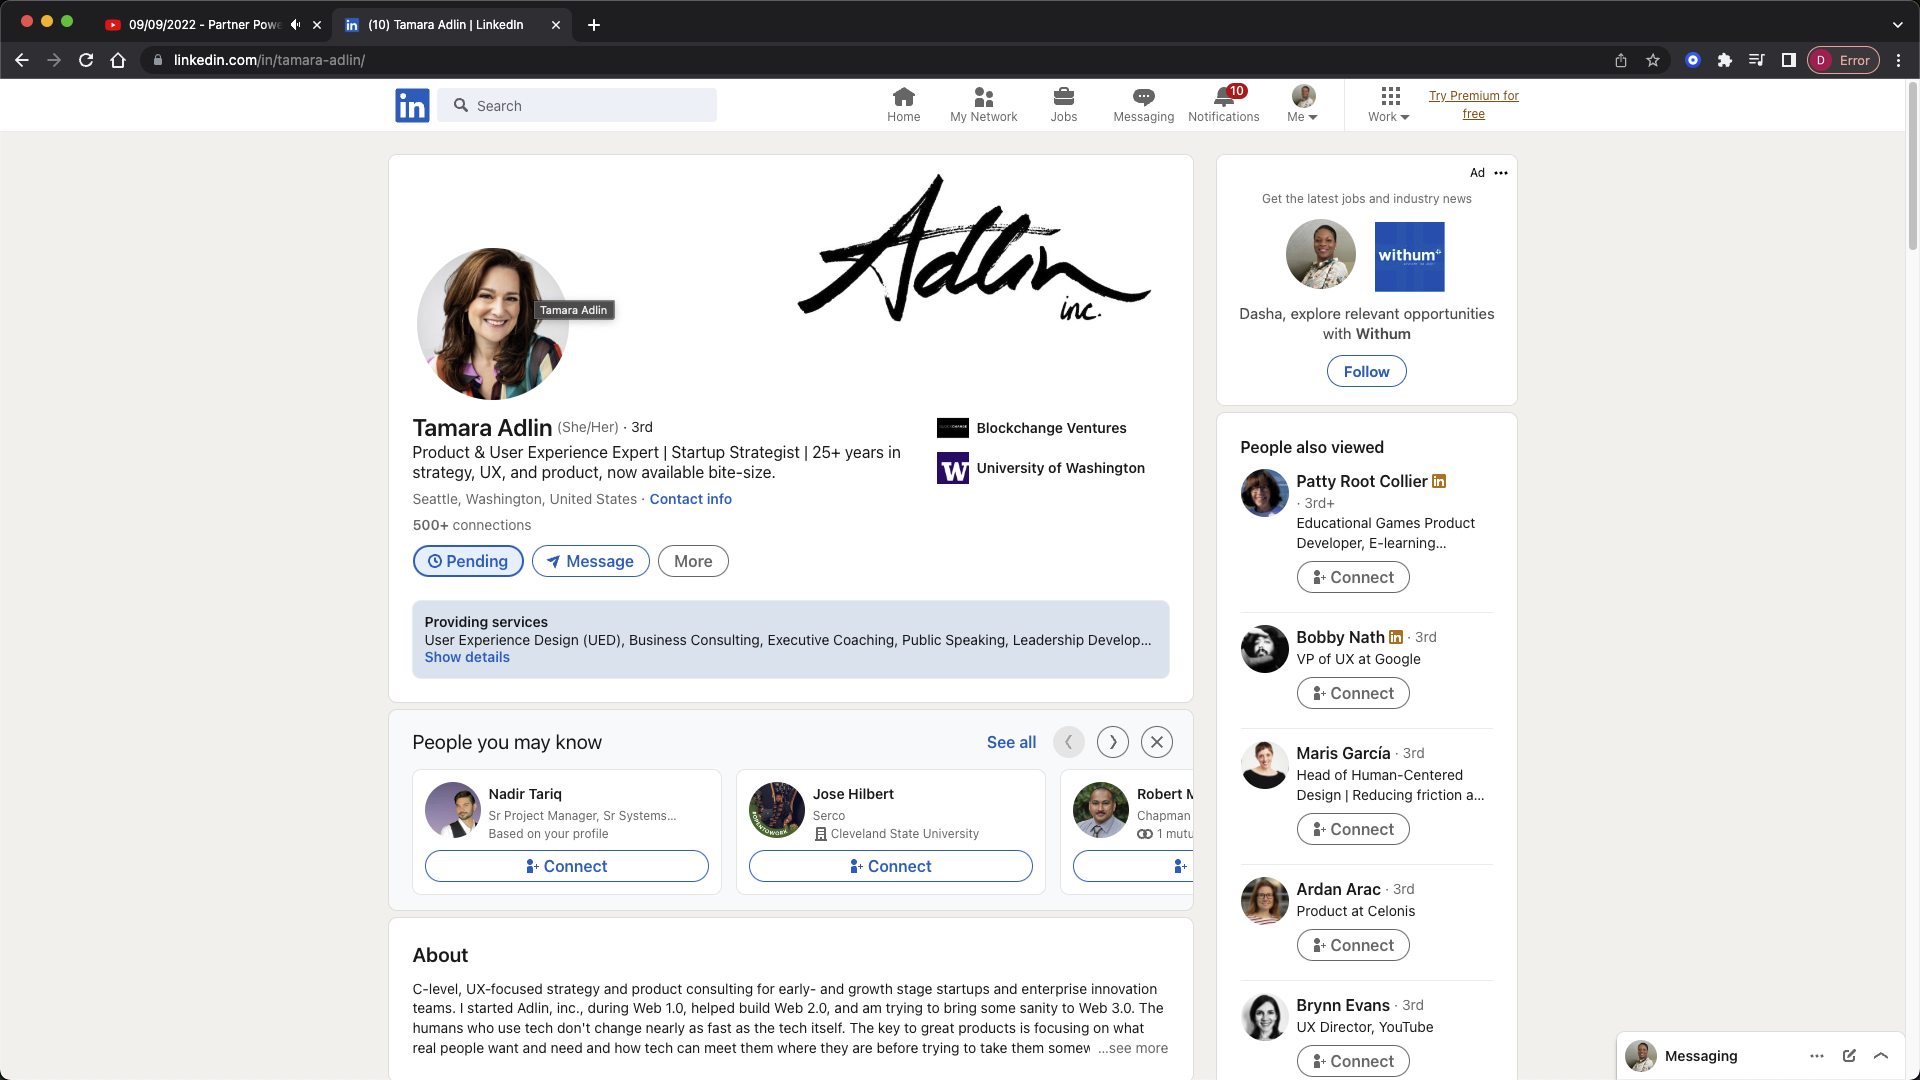 09/09/2022 - Partner Powe
(10) Tamara Adlin | LinkedIn
linkedin.com/in/tamara-adlin/
D Error
in
Search
Home
My Network
Jobs
Messaging
10
Notifications
Me
Work
Try Premium for
free
Adlin
inc.
Tamara Adlin
Tamara Adlin (She/Her) · 3rd
Product & User Experience Expert | Startup Strategist | 25+ years in
strategy, UX, and product, now available bite-size.
Seattle, Washington, United States · Contact info
500+ connections
Pending
Message
More
Blockchange Ventures
W University of Washington
Providing services
User Experience Design (UED), Business Consulting, Executive Coaching, Public Speaking, Leadership Develop...
Show details
People you may know
See all
Nadir Tariq
Sr Project Manager, Sr Systems...
Based on your profile
Connect
Jose Hilbert
Serco
Cleveland State University
Connect
#OPENTOWORK
Robert M
Chapman
1 mutu
About
C-level, UX-focused strategy and product consulting for early- and growth stage startups and enterprise innovation
teams. I started Adlin, inc., during Web 1.0, helped build Web 2.0, and am trying to bring some sanity to Web 3.0. The
humans who use tech don't change nearly as fast as the tech itself. The key to great products is focusing on what
real people want and need and how tech can meet them where they are before trying to take them somew ...see more
Ad
Get the latest jobs and industry news
withum+
Dasha, explore relevant opportunities
with Withum
Follow
People also viewed
Patty Root Collier in
· 3rd+
Educational Games Product
Developer, E-learning...
Connect
Bobby Nath in · 3rd
VP of UX at Google
Connect
Maris García · 3rd
Head of Human-Centered
Design | Reducing friction a...
Connect
Ardan Arac · 3rd
Product at Celonis
Connect
Brynn Evans · 3rd
UX Director, YouTube
Connect
Messaging